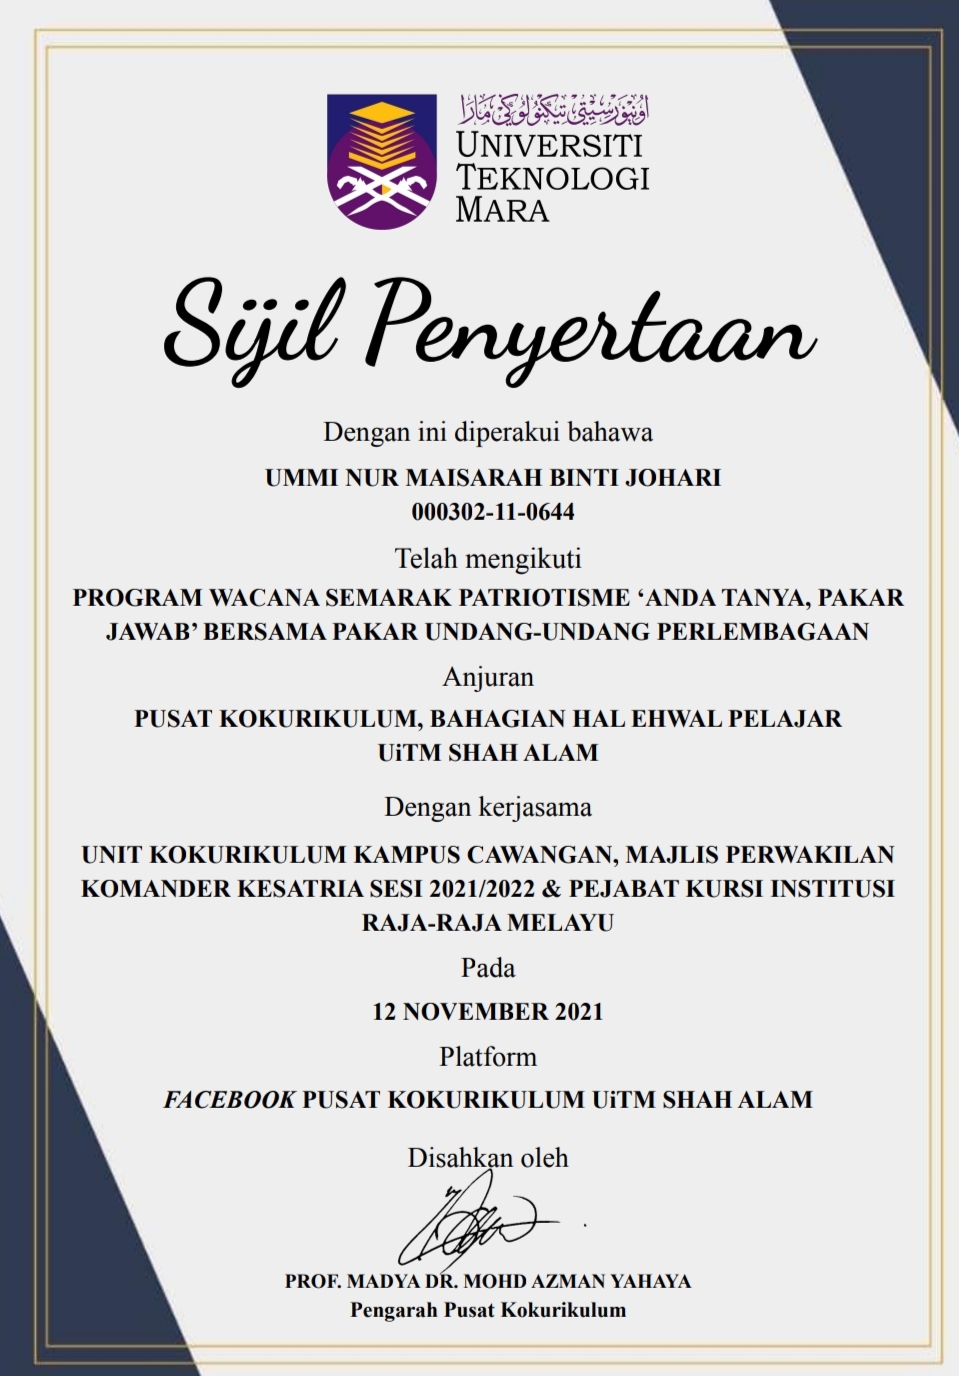 اونيۏرسيتي تيکنولوݢي مارا
UNIVERSITI
TEKNOLOGI
MARA
Sijil Penyertaan
Dengan ini diperakui bahawa
UMMI NUR MAISARAH BINTI JOHARI
000302-11-0644
Telah mengikuti
PROGRAM WACANA SEMARAK PATRIOTISME ‘ANDA TANYA, PAKAR
JAWAB’ BERSAMA PAKAR UNDANG-UNDANG PERLEMBAGAAN
Anjuran
PUSAT KOKURIKULUM, BAHAGIAN HAL EHWAL PELAJAR
UiTM SHAH ALAM
Dengan kerjasama
UNIT KOKURIKULUM KAMPUS CAWANGAN, MAJLIS PERWAKILAN
KOMANDER KESATRIA SESI 2021/2022 & PEJABAT KURSI INSTITUSI
RAJA-RAJA MELAYU
Pada
12 NOVEMBER 2021
Platform
FACEBOOK PUSAT KOKURIKULUM UiTM SHAH ALAM
Disahkan oleh
PROF. MADYA DR. MOHD AZMAN YAHAYA
Pengarah Pusat Kokurikulum